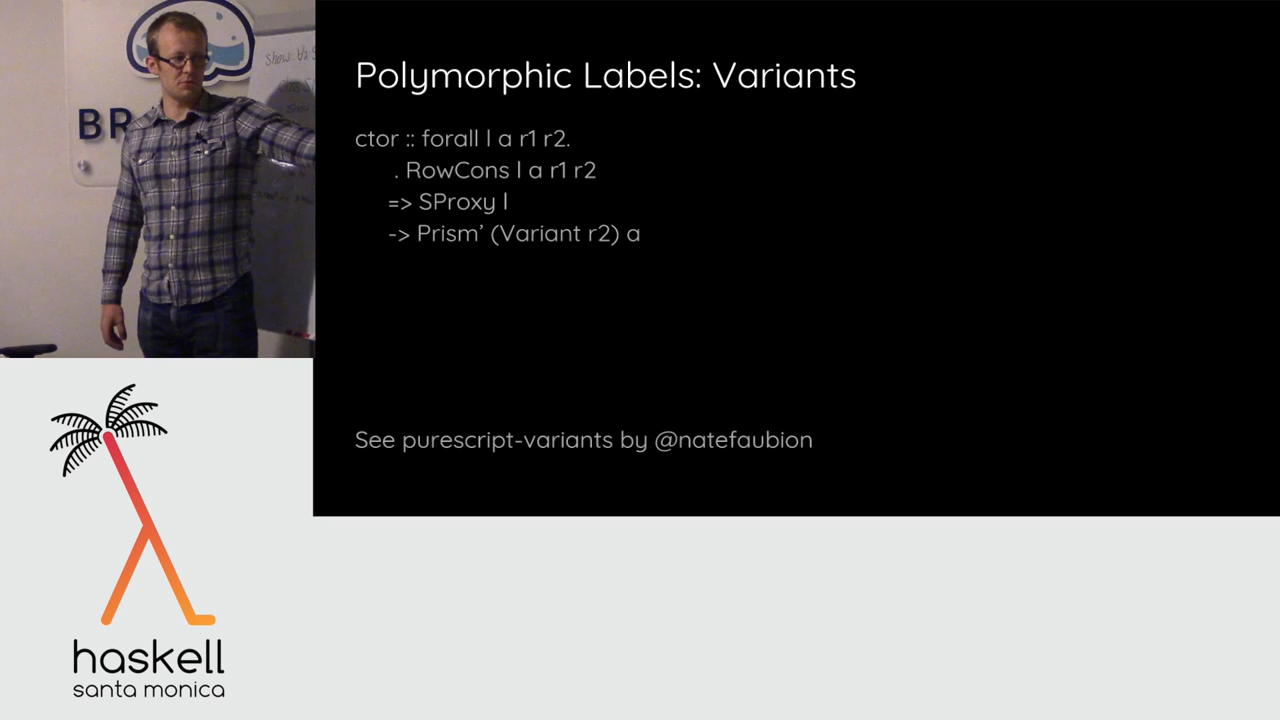 Polymorphic Labels: Variants
ctor :: forall l a r1 r2.
. RowCons l a r1 r2
=> SProxy l
-> Prism’ (Variant r2) a
See purescript-variants by @natefaubion
BR
haskell
santa monica